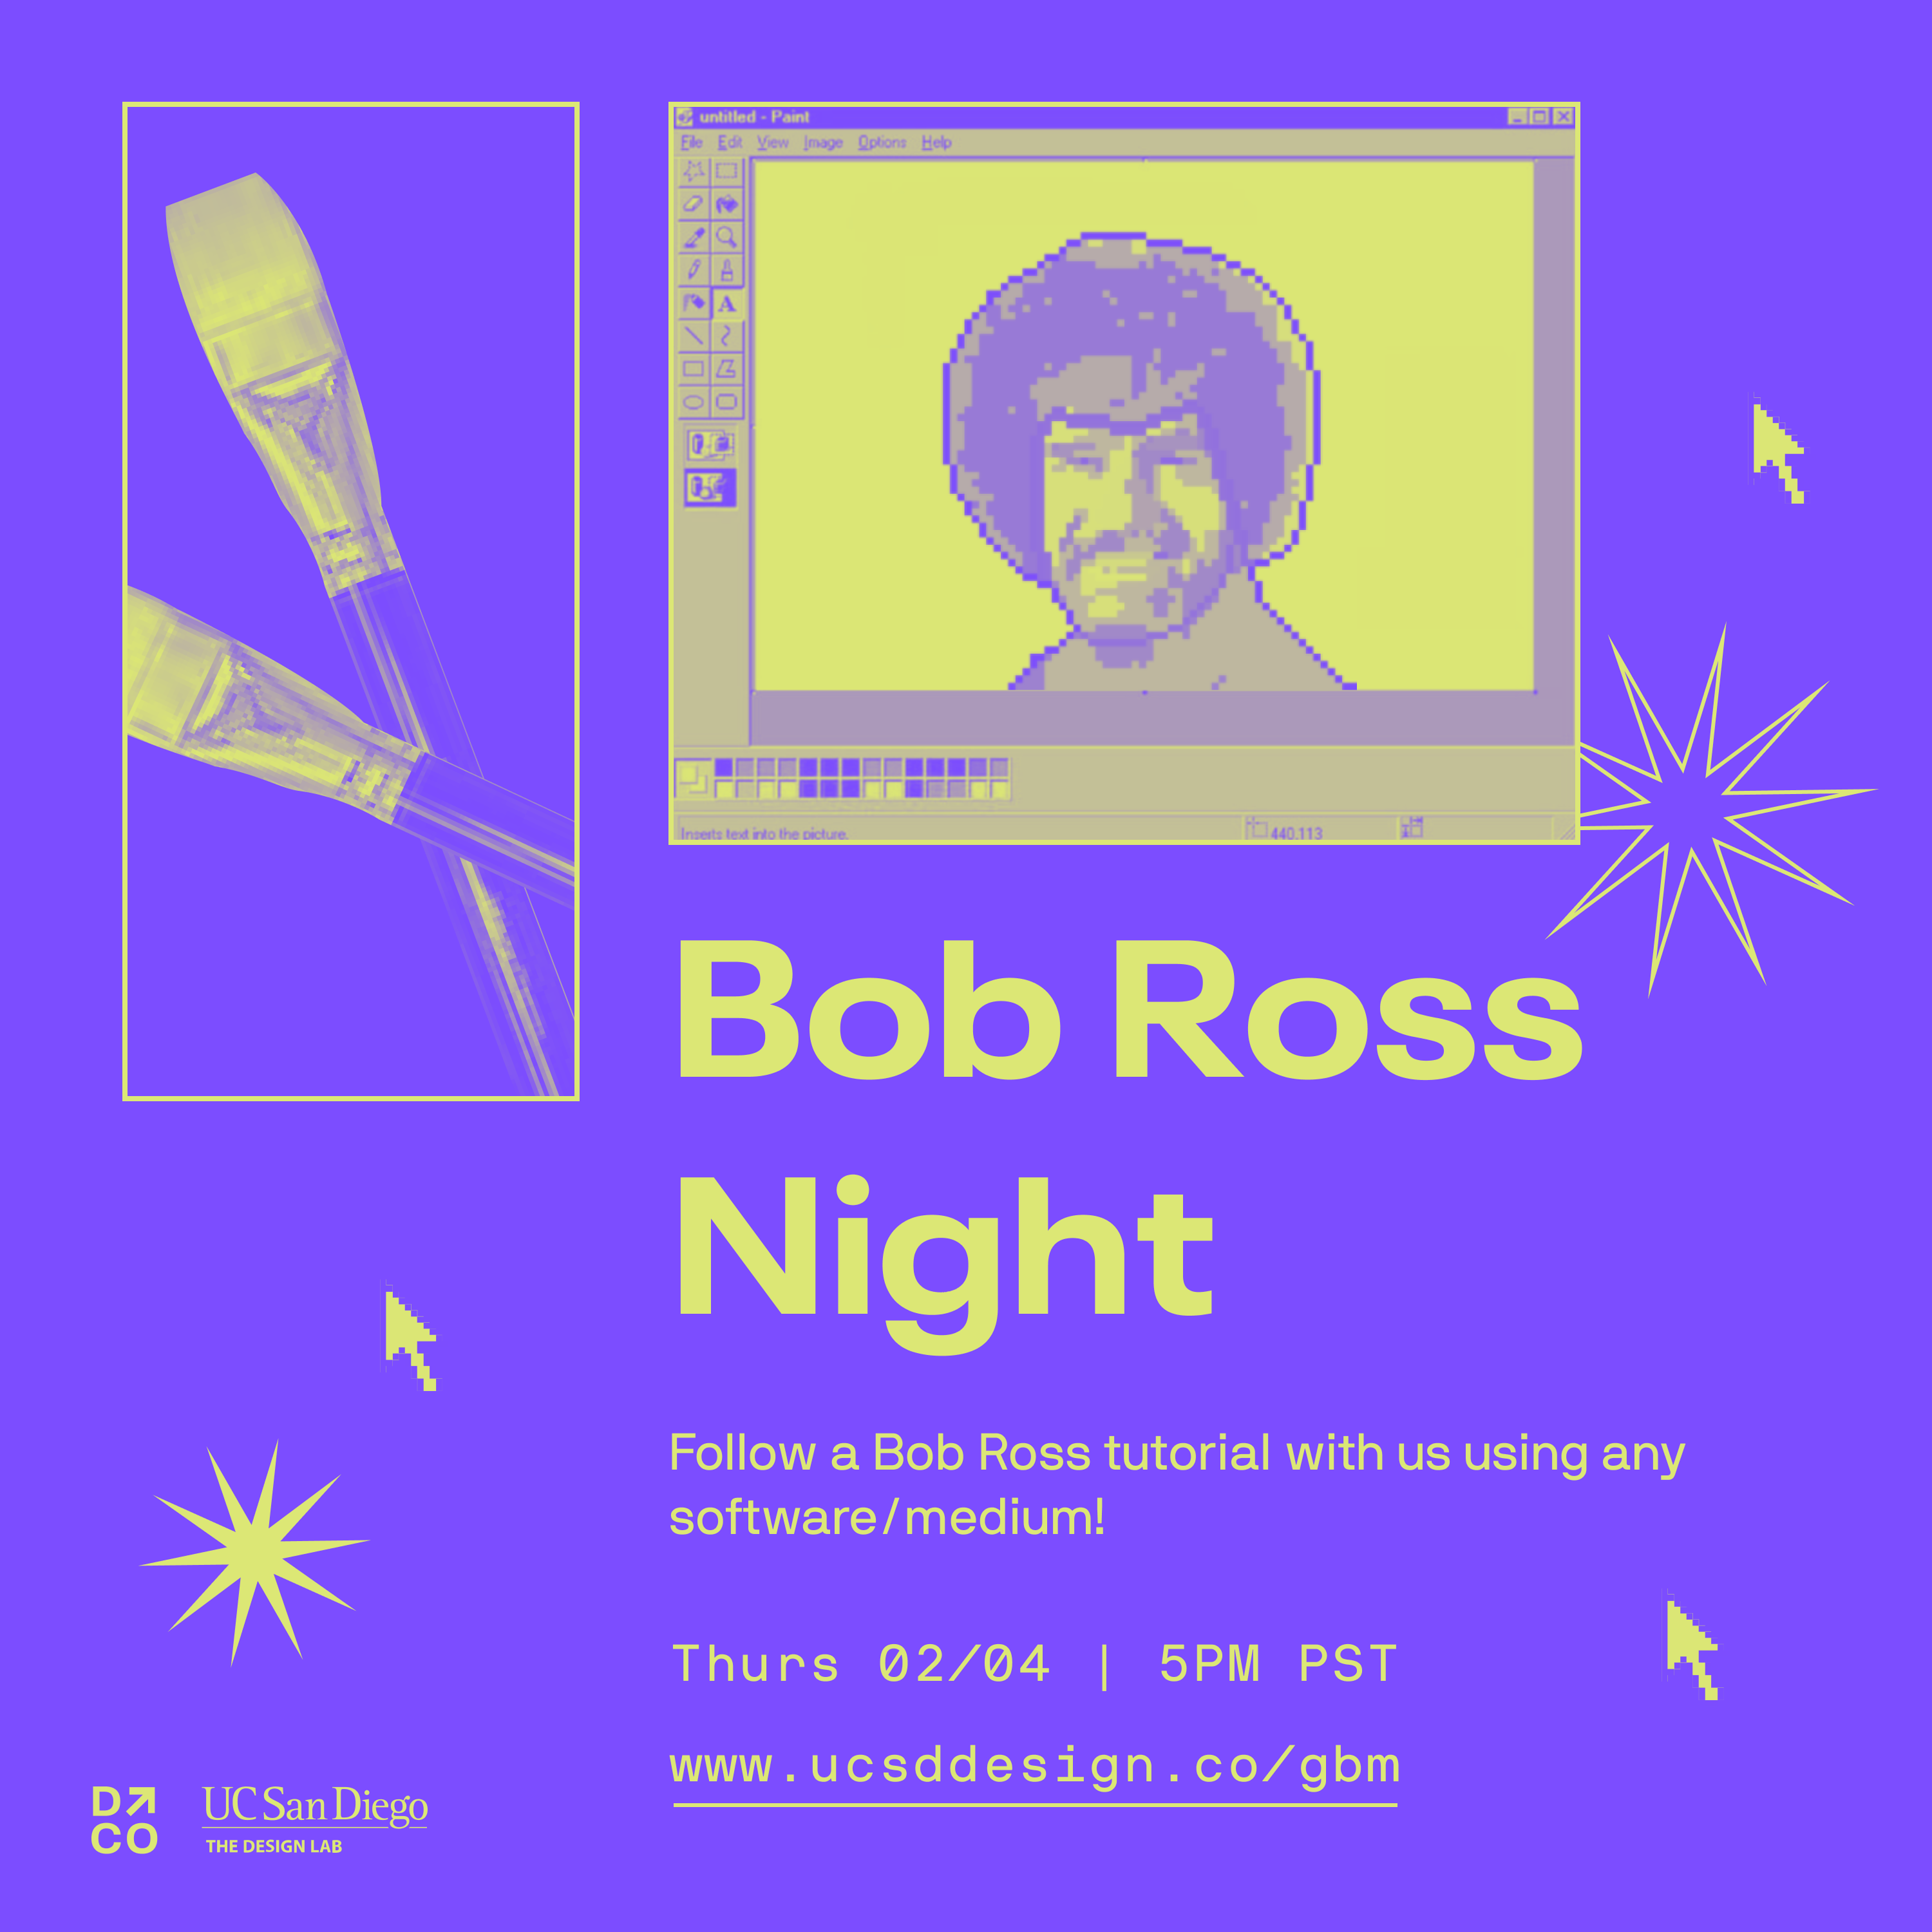 untitled - Paint
File Edit View Image Options Help
A
Inserts text into the picture.
440,113
Bob Ross
Night
Follow a Bob Ross tutorial with us using any
software/medium!
Thurs 02/04 | 5PM PST
www.ucsddesign.co/gbm
D↗
CO
UC San Diego
THE DESIGN LAB